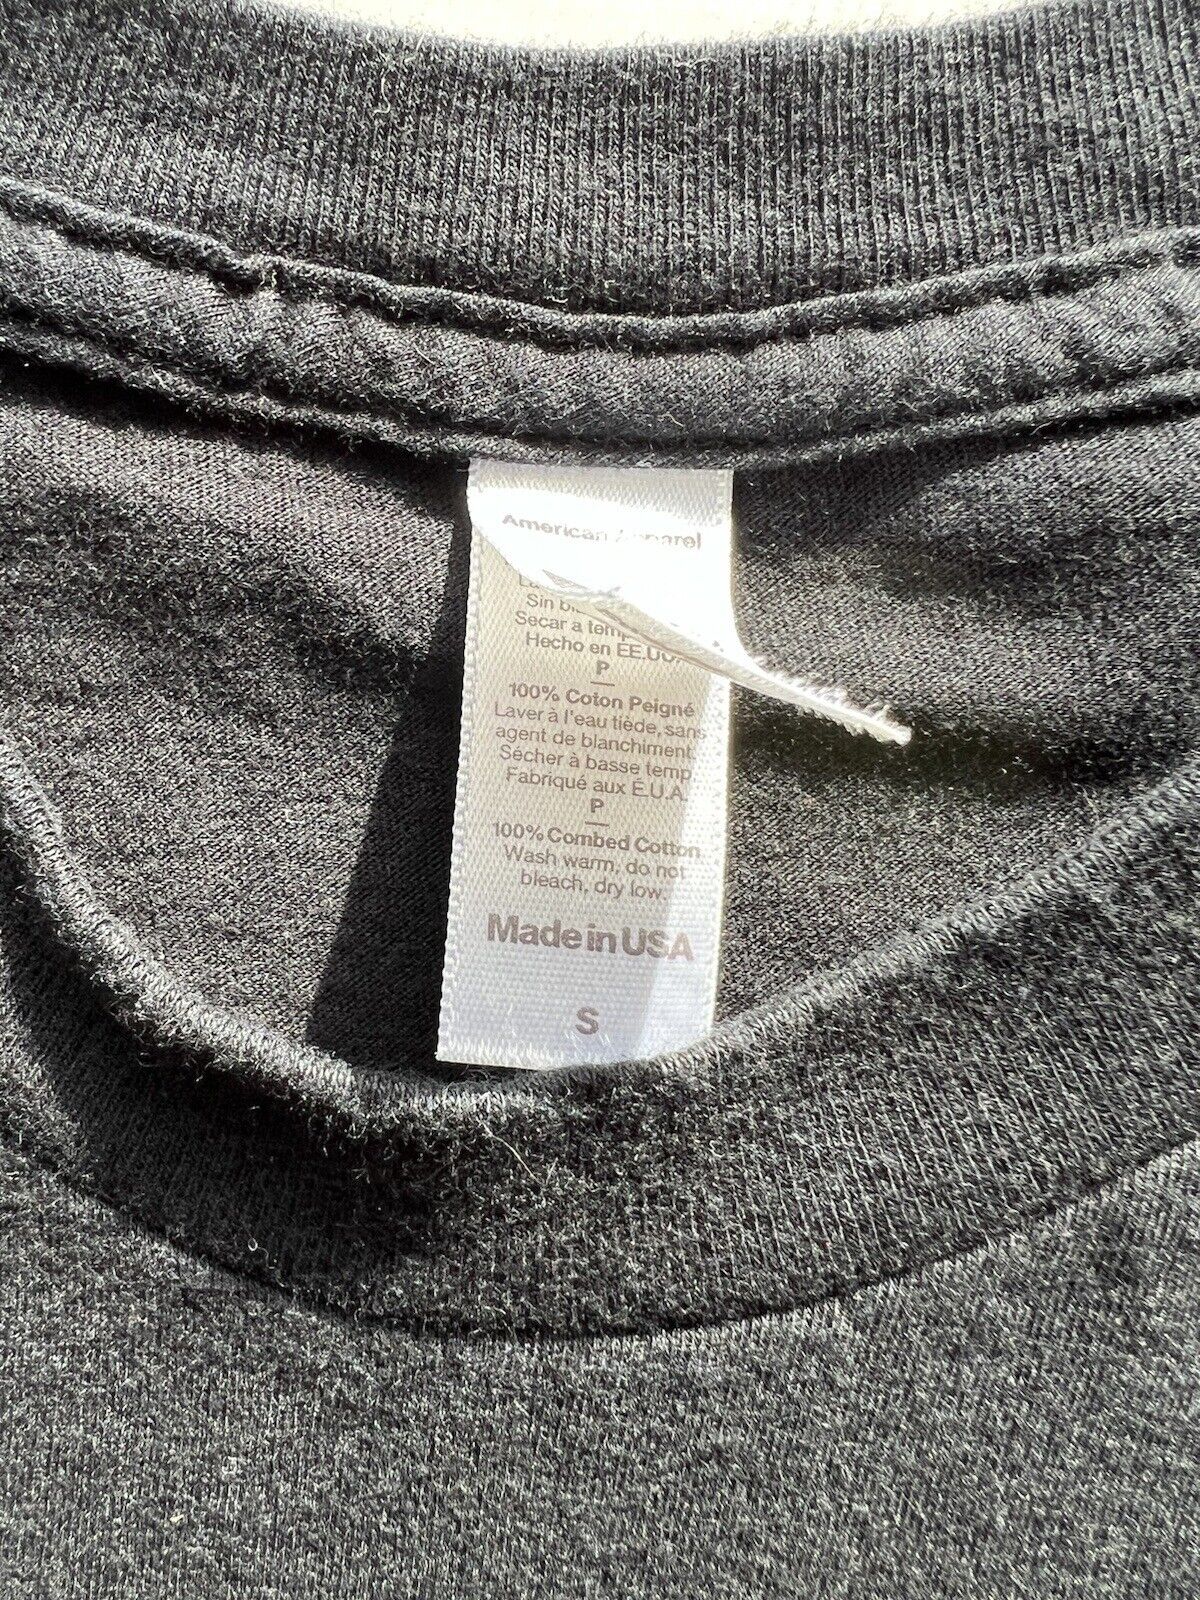 American Apparel
Sin
Secar a temp
Hecho en EE.UU.
P
100% Coton Peigné
Laver à l'eau tiède, sans
agent de blanchiment.
Sécher à basse temp.
Fabriqué aux É.U.A.
P
100% Combed Cotton
Wash warm, do not
bleach, dry low.
Made in USA
S